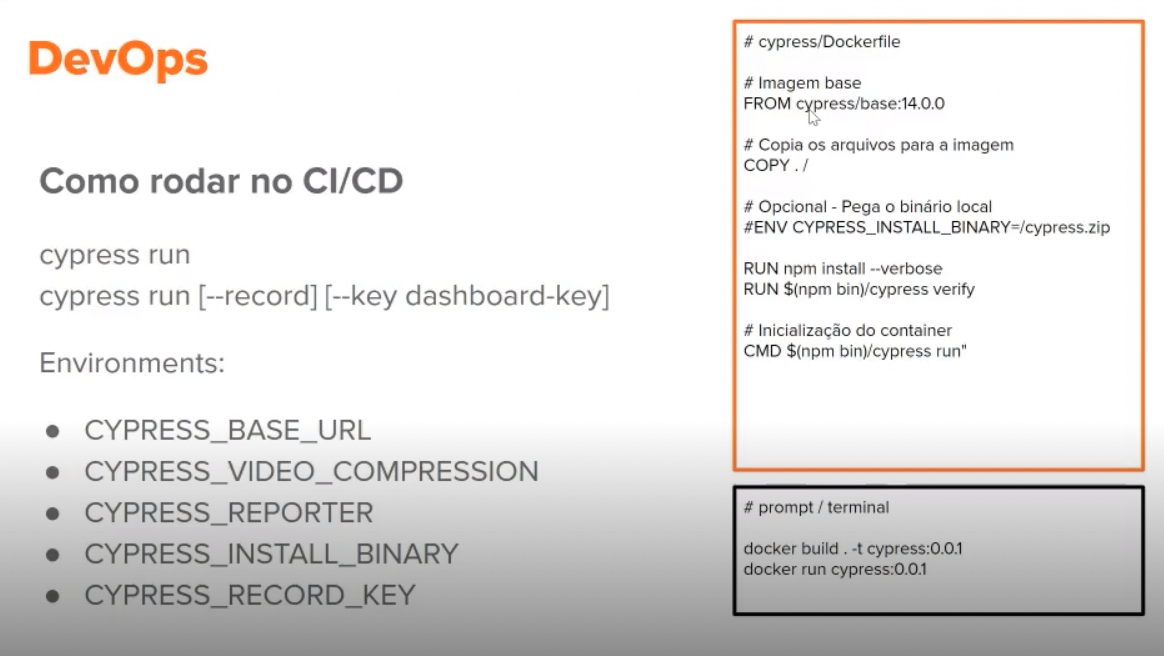 DevOps
Como rodar no CI/CD
cypress run
cypress run [--record] [--key dashboard-key]
Environments:
● CYPRESS_BASE_URL
● CYPRESS_VIDEO_COMPRESSION
● CYPRESS_REPORTER
● CYPRESS_INSTALL_BINARY
● CYPRESS_RECORD_KEY
# cypress/Dockerfile
# Imagem base
FROM cypress/base:14.0.0
# Copia os arquivos para a imagem
COPY . /
# Opcional - Pega o binário local
#ENV CYPRESS_INSTALL_BINARY=/cypress.zip
RUN npm install --verbose
RUN $(npm bin)/cypress verify
# Inicialização do container
CMD $(npm bin)/cypress run"
# prompt / terminal
docker build . -t cypress:0.0.1
docker run cypress:0.0.1